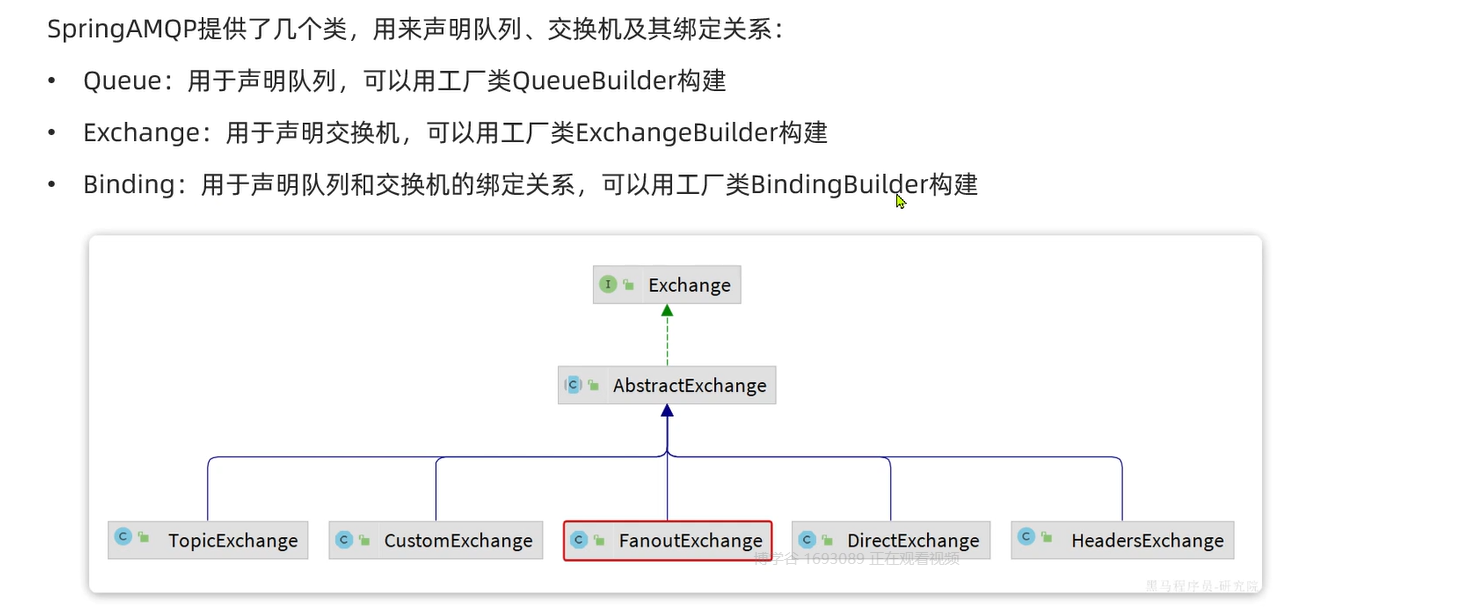 SpringAMQP提供了几个类，用来声明队列、交换机及其绑定关系：
• Queue：用于声明队列，可以用工厂类QueueBuilder构建
• Exchange：用于声明交换机，可以用工厂类ExchangeBuilder构建
• Binding：用于声明队列和交换机的绑定关系，可以用工厂类BindingBuilder构建
I Exchange
C AbstractExchange
C TopicExchange
C CustomExchange
C FanoutExchange
C DirectExchange
C HeadersExchange
博学谷 1693089 正在观看视频
黑马程序员-研究院